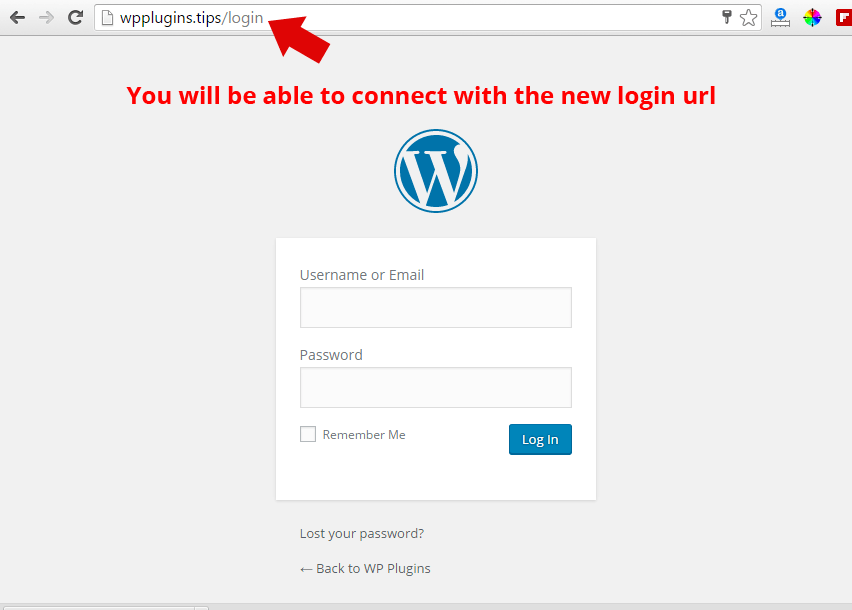 wpplugins.tips/login
a
You will be able to connect with the new login url
W
Username or Email
Password
Remember Me
Log In
Lost your password?
← Back to WP Plugins